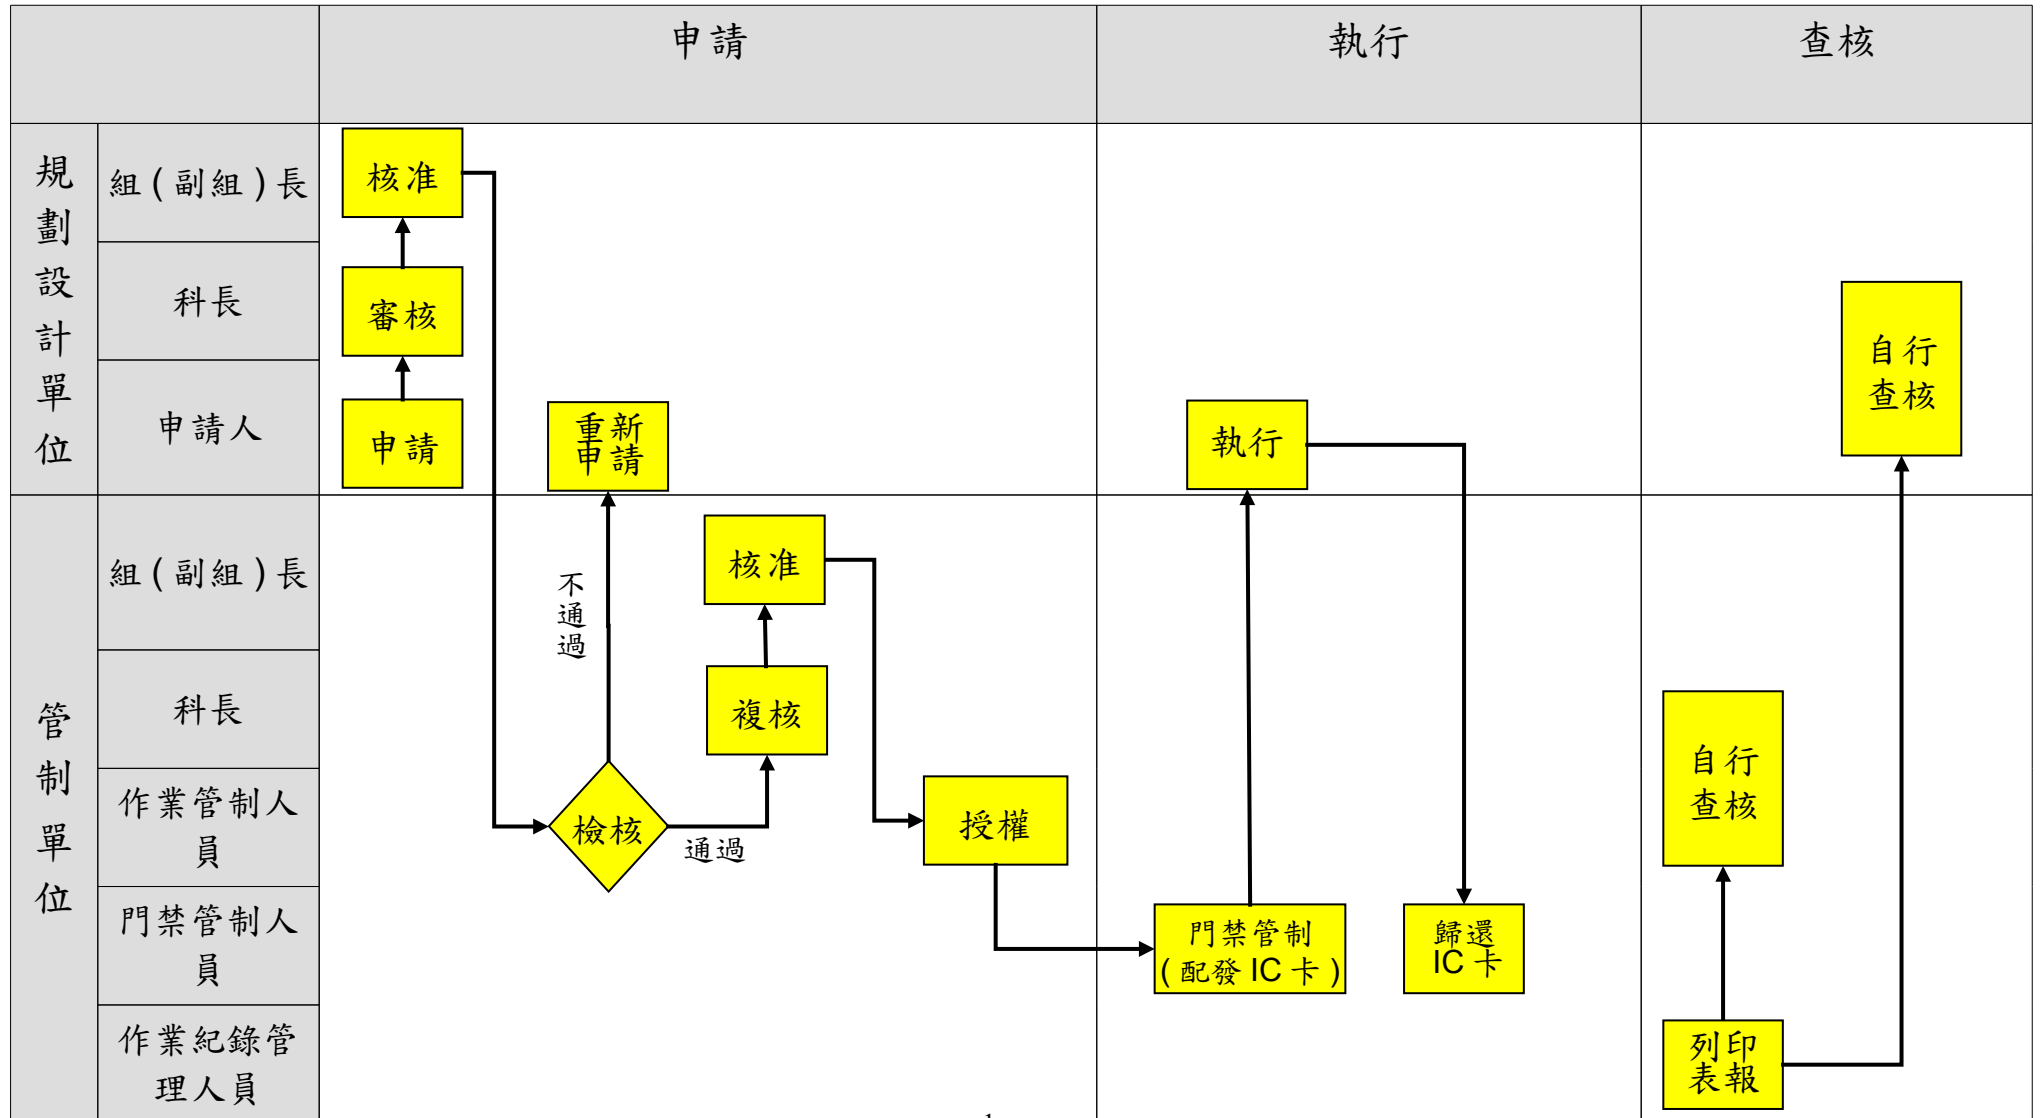 申請
執行
查核
規劃設計單位
組(副組)長
核准
科長
審核
自行
查核
申請人
申請
重新
申請
執行
管制單位
組(副組)長
核准
不通過
科長
複核
自行
查核
作業管制人
員
檢核
通過
授權
門禁管制人
員
門禁管制
(配發IC卡)
歸還
IC卡
作業紀錄管
理人員
列印
表報